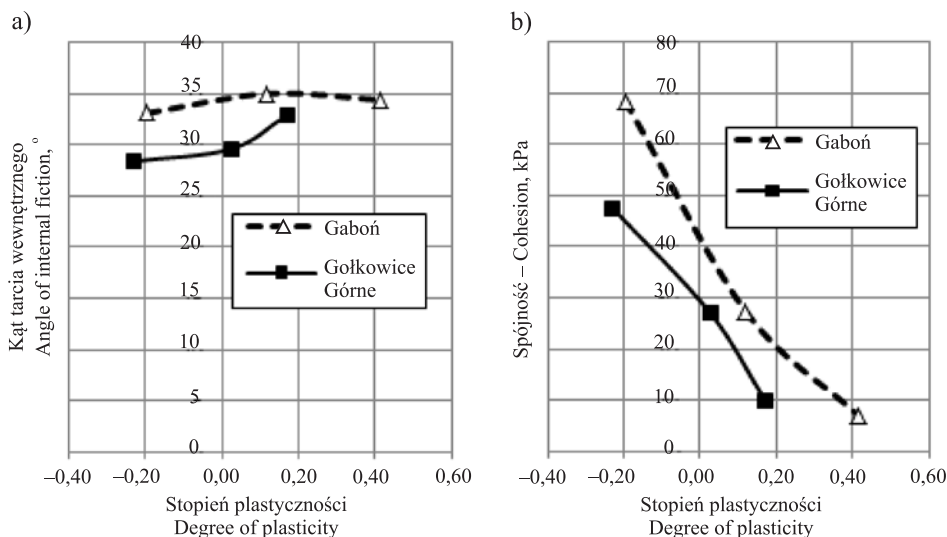 a)
Kąt tarcia wewnętrznego
Angle of internal fiction, °
40
35
30
25
20
15
10
5
0
Gaboń
Gołkowice
Górne
–0,40 –0,20 0,00 0,20 0,40 0,60
Stopień plastyczności
Degree of plasticity
b)
Spójność – Cohesion, kPa
80
70
60
50
40
30
20
10
0
Gaboń
Gołkowice
Górne
–0,40 –0,20 0,00 0,20 0,40 0,60
Stopień plastyczności
Degree of plasticity